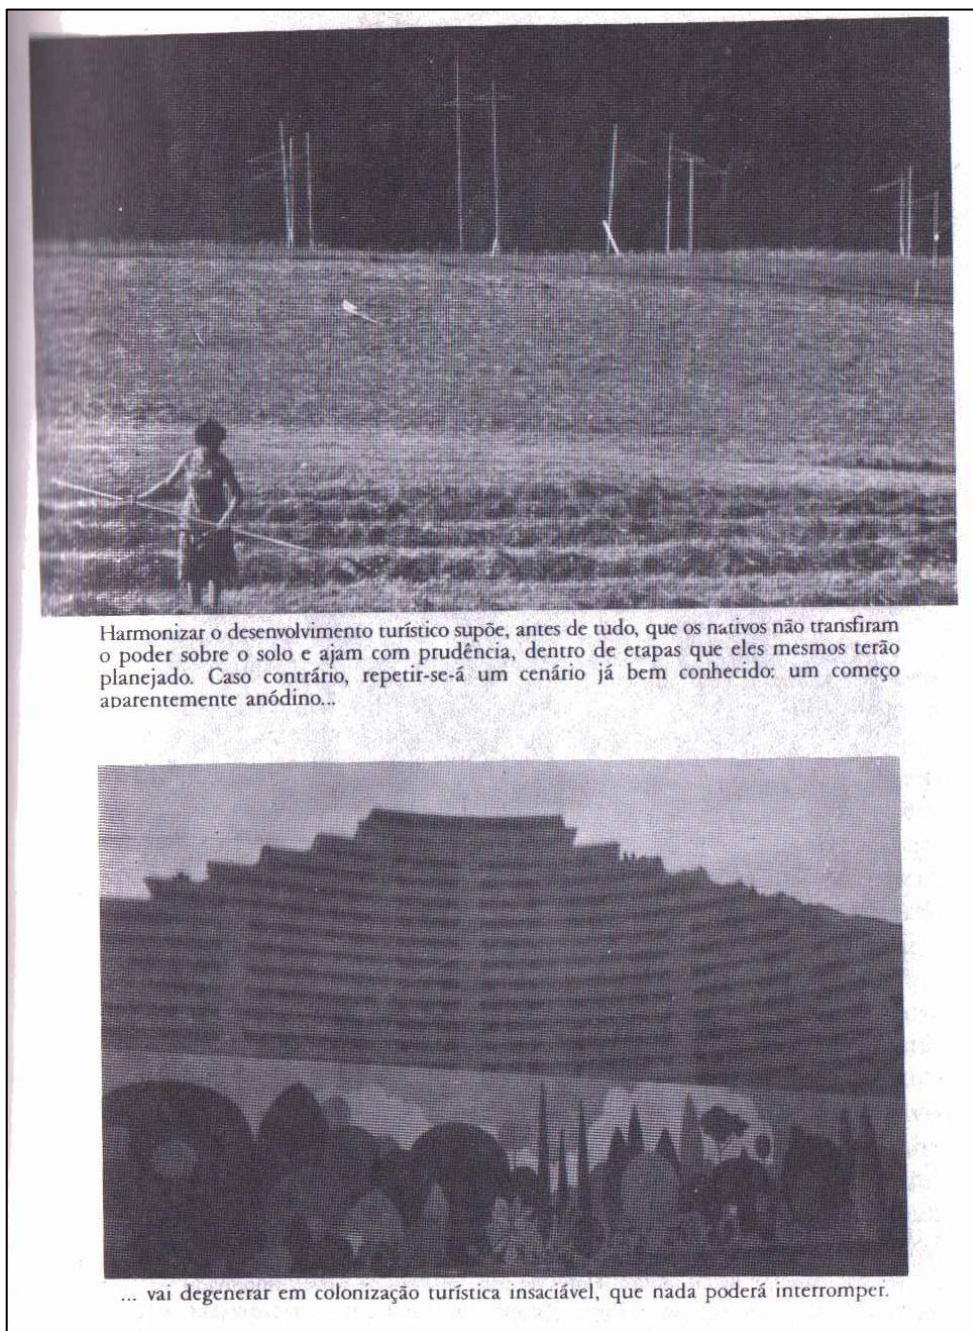 Harmonizar o desenvolvimento turístico supõe, antes de tudo, que os nativos não transfiram
o poder sobre o solo e ajam com prudência, dentro de etapas que eles mesmos terão
planejado. Caso contrário, repetir-se-á um cenário já bem conhecido: um começo
aparentemente anódino...
... vai degenerar em colonização turística insaciável, que nada poderá interromper.